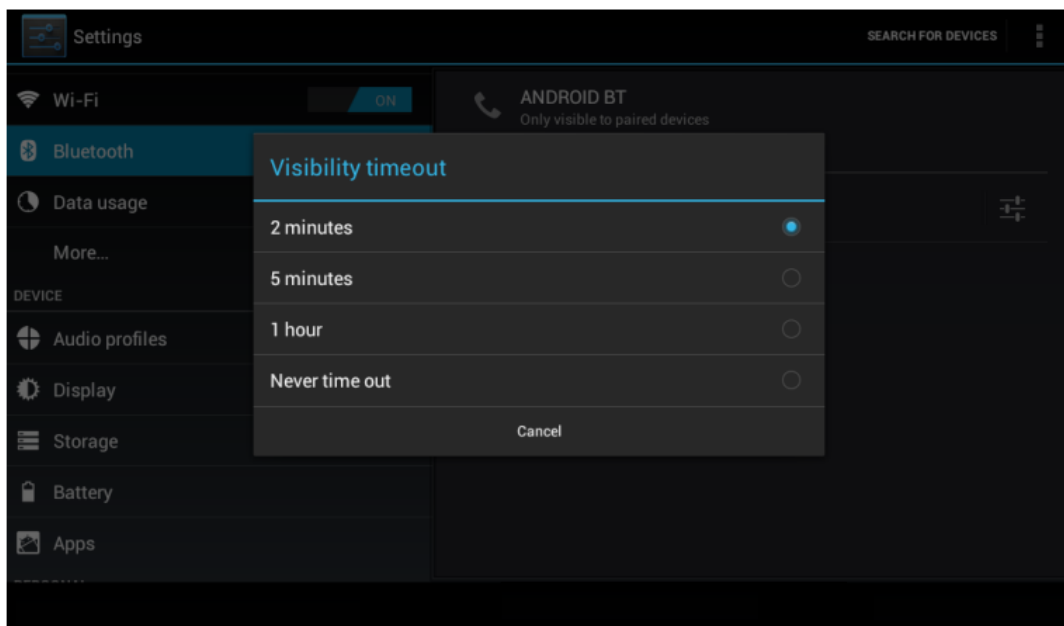 Settings
SEARCH FOR DEVICES
Wi-Fi
ON
ANDROID BT
Only visible to paired devices
Bluetooth
Visibility timeout
Data usage
2 minutes
More...
5 minutes
DEVICE
1 hour
Audio profiles
Never time out
Display
Cancel
Storage
Battery
Apps